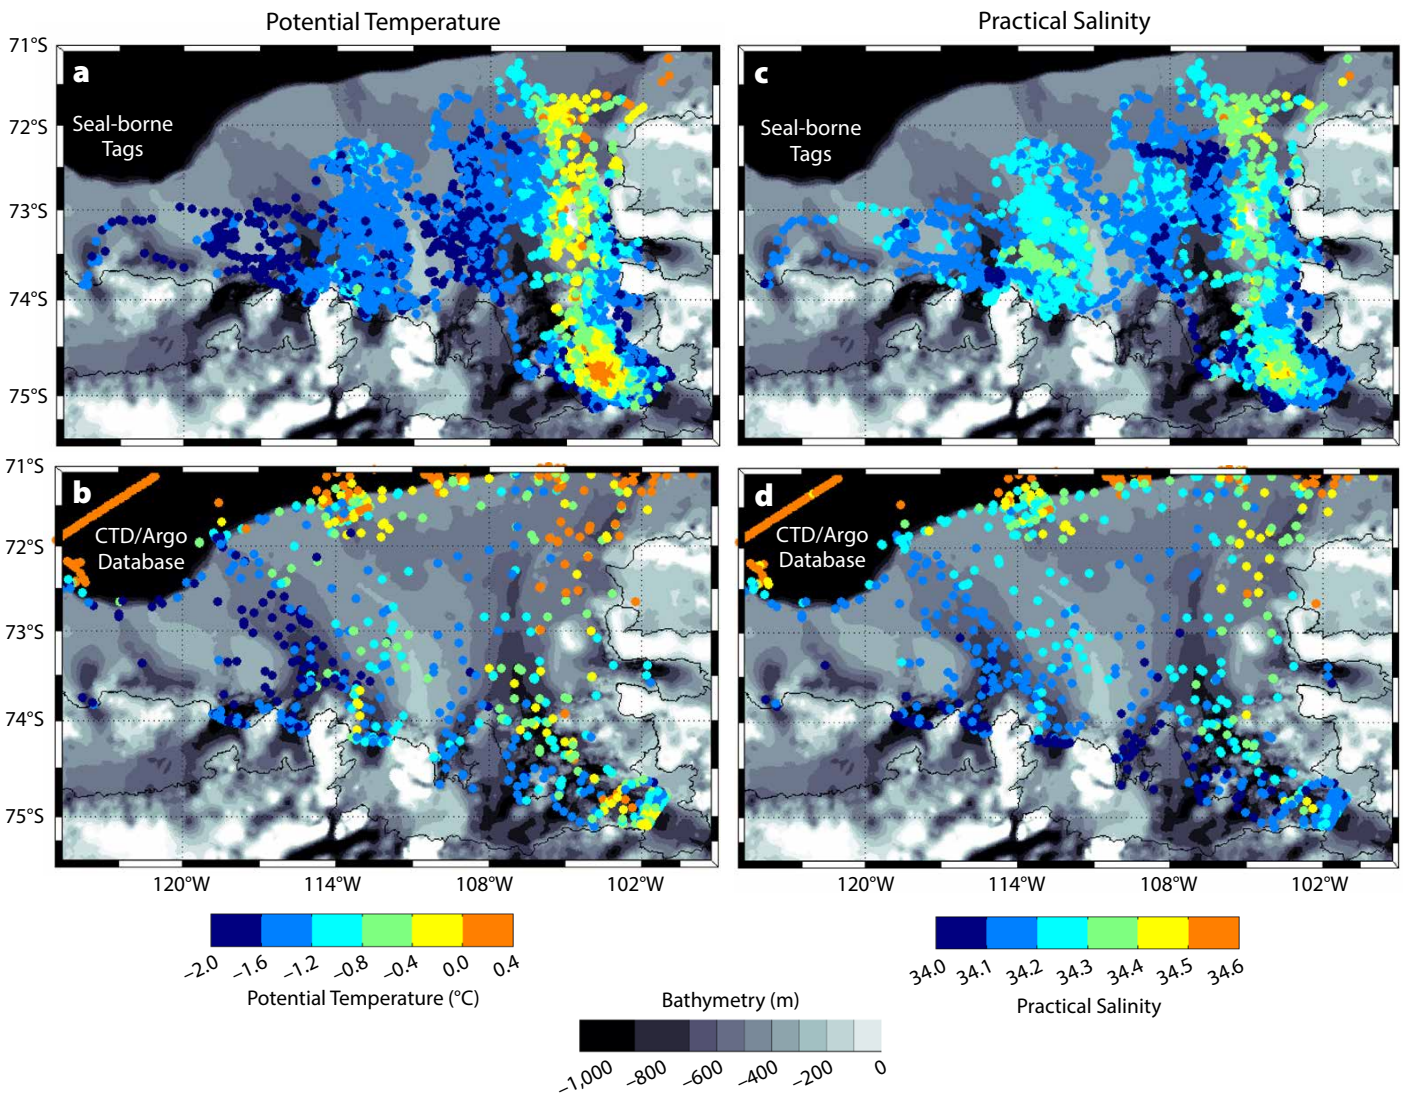 Potential Temperature
Practical Salinity
71°S
72°S
73°S
74°S
75°S
a
Seal-borne
Tags
c
Seal-borne
Tags
71°S
72°S
73°S
74°S
75°S
b
CTD/Argo
Database
d
CTD/Argo
Database
120°W 114°W 108°W 102°W
120°W 114°W 108°W 102°W
–2.0 –1.6 –1.2 –0.8 –0.4 0.0 0.4
Potential Temperature (°C)
34.0 34.1 34.2 34.3 34.4 34.5 34.6
Practical Salinity
Bathymetry (m)
–1,000 –800 –600 –400 –200 0